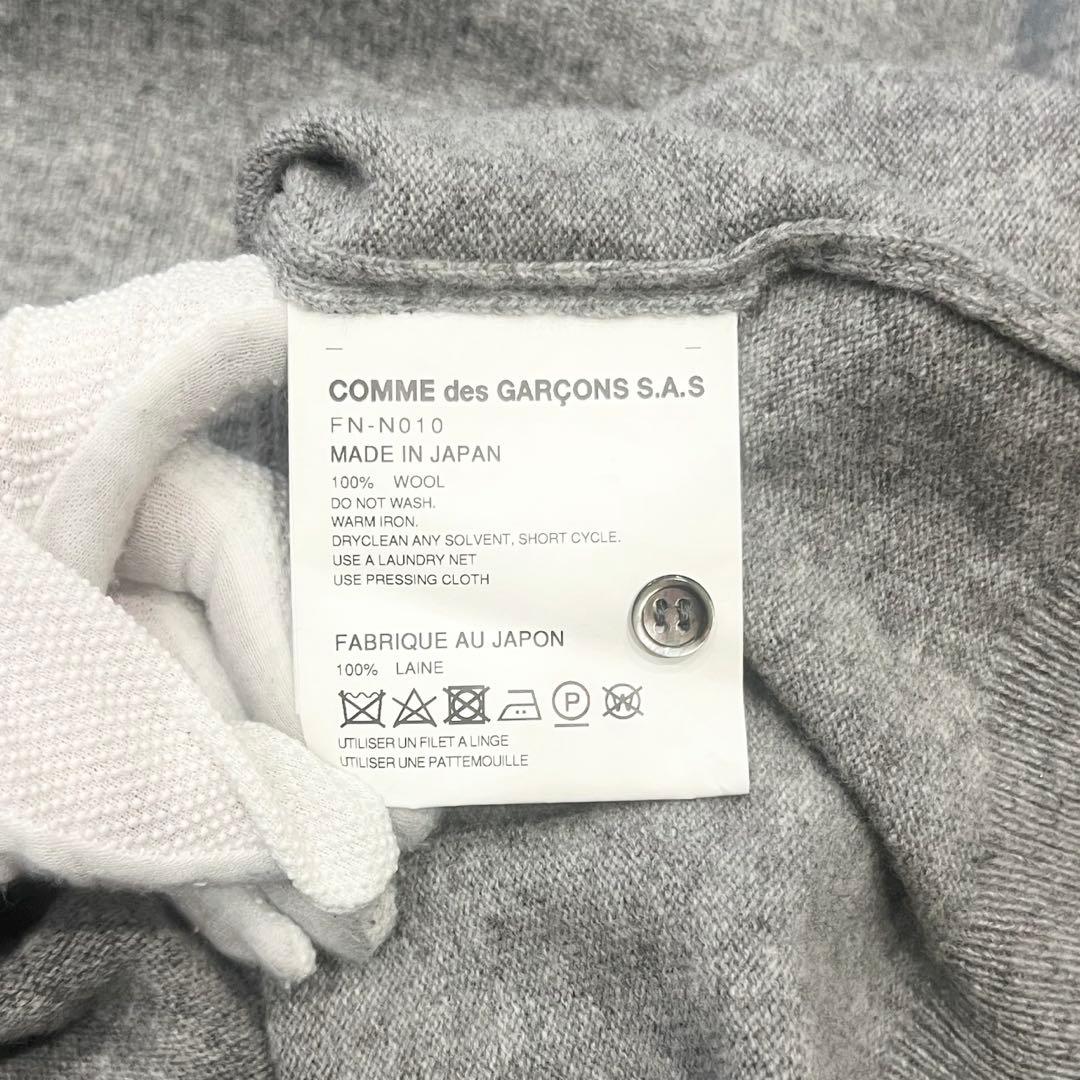 COMME des GARÇONS S.A.S
FN-N010
MADE IN JAPAN
100% WOOL
DO NOT WASH.
WARM IRON.
DRYCLEAN ANY SOLVENT, SHORT CYCLE.
USE A LAUNDRY NET
USE PRESSING CLOTH
FABRIQUE AU JAPON
100% LAINE
P W
UTILISER UN FILET A LINGE
UTILISER UNE PATTEMOUILLE